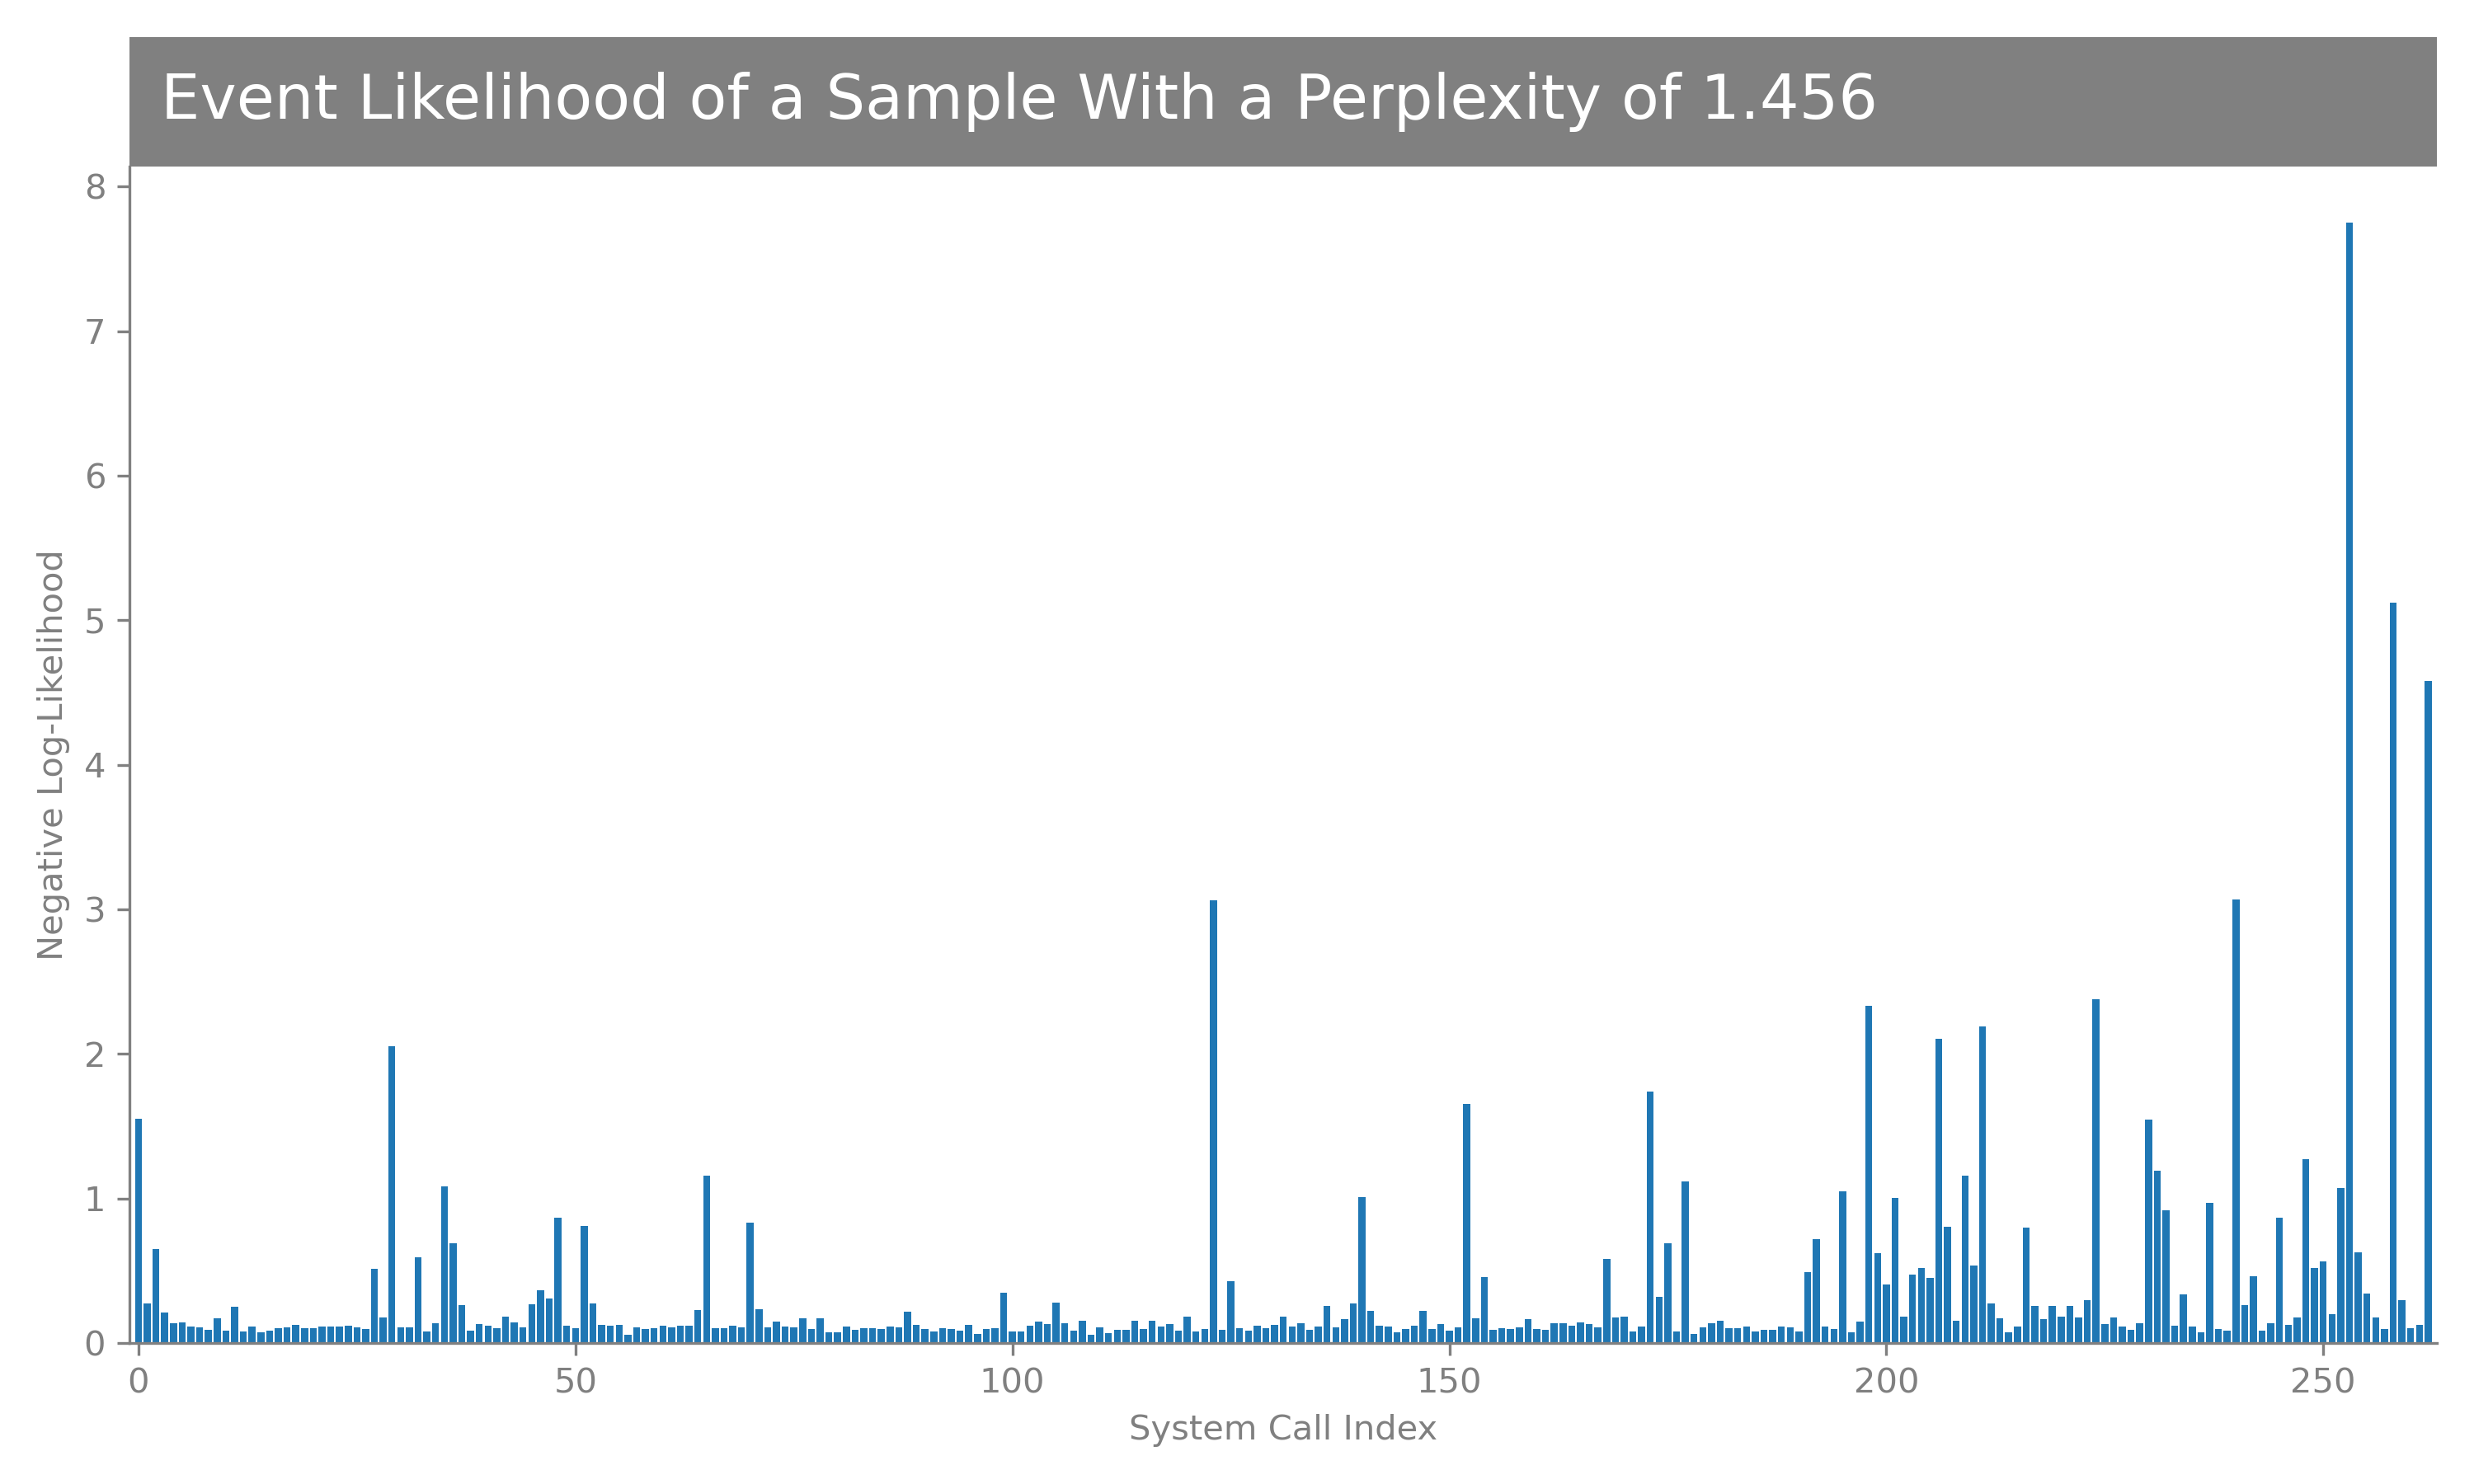 Event Likelihood of a Sample With a Perplexity of 1.456
8
7
6
5
4
3
2
1
0
Negative Log-Likelihood
0 50 100 150 200 250
System Call Index